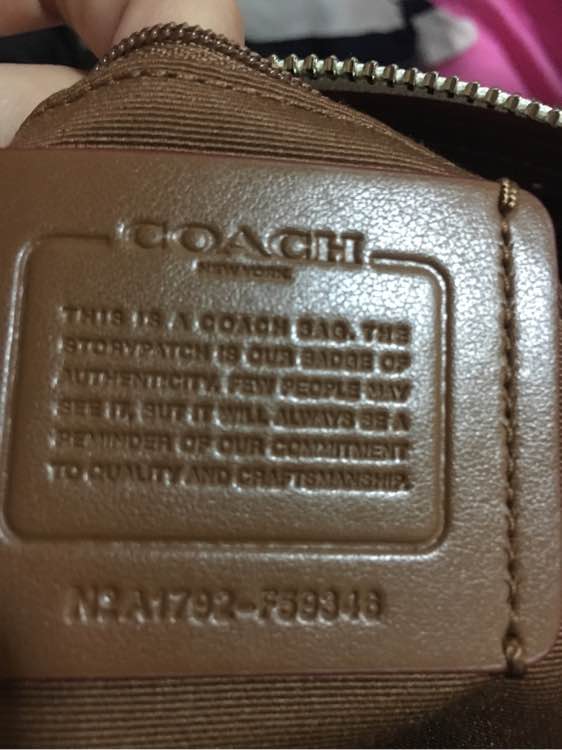 COACH
NEW YORK
THIS IS A COACH BAG. THE
STORYPATCH IS OUR BADGE OF
AUTHENTICITY. FEW PEOPLE MAY
SEE IT, BUT IT WILL ALWAYS BE A
REMINDER OF OUR COMMITMENT
TO QUALITY AND CRAFTSMANSHIP.
Nº A1792-F59346